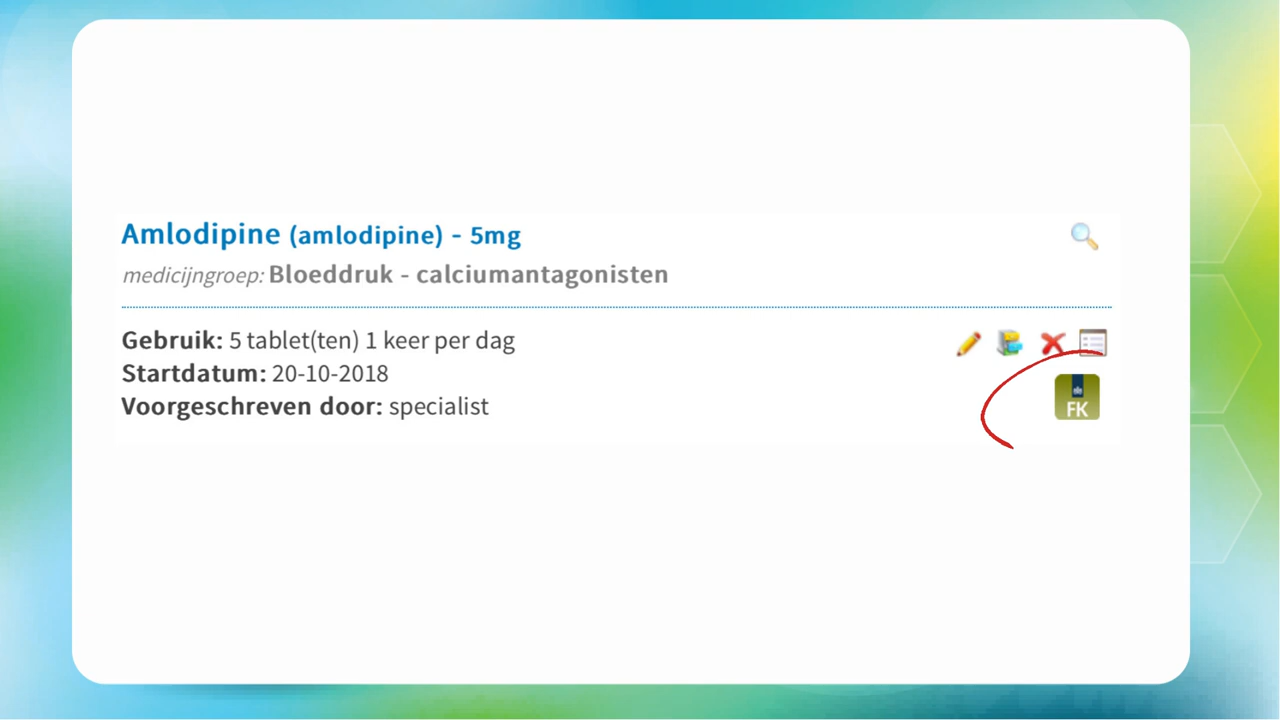 Amlodipine (amlodipine) - 5mg
medicijngroep: Bloeddruk - calciumantagonisten
Gebruik: 5 tablet(ten) 1 keer per dag
Startdatum: 20-10-2018
Voorgeschreven door: specialist
FK